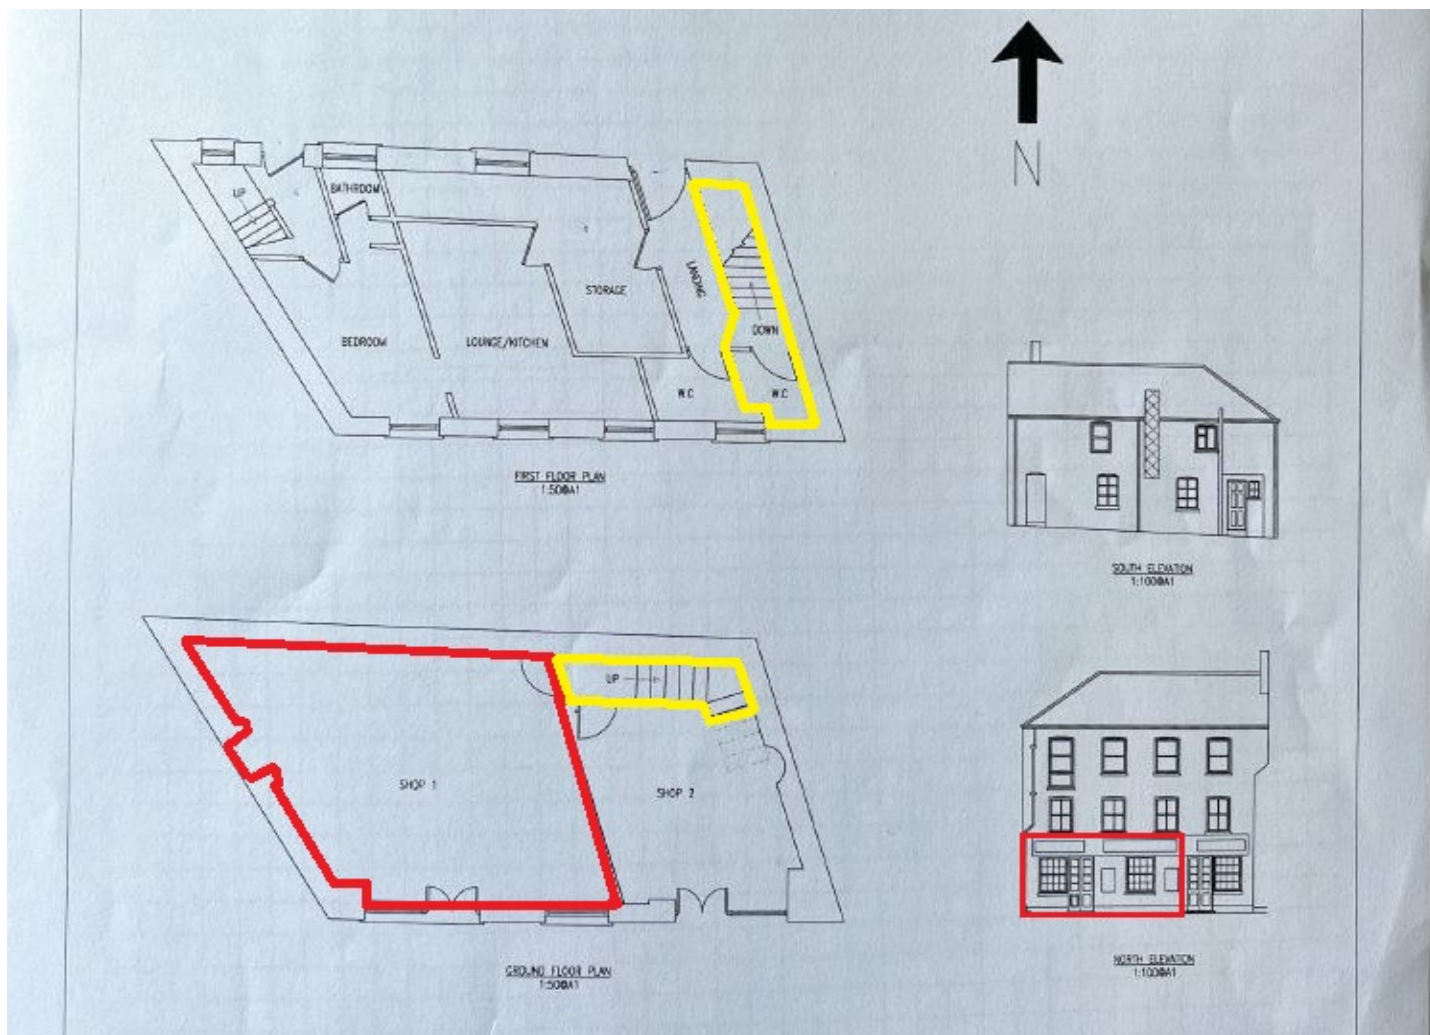 N
UP
BATHROOM
LANDING
STORAGE
BEDROOM
LOUNGE/KITCHEN
DOWN
W.C
W.C
FIRST FLOOR PLAN
1:50@A1
SOUTH ELEVATION
1:100@A1
UP
SHOP 1
SHOP 2
GROUND FLOOR PLAN
1:50@A1
NORTH ELEVATION
1:100@A1